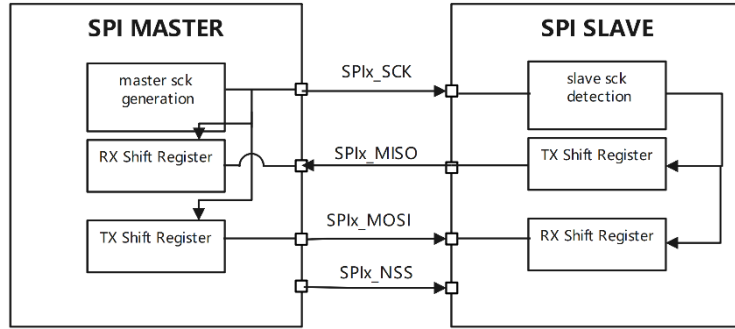 SPI MASTER
SPI SLAVE
master sck
generation
SPIx_SCK
slave sck
detection
RX Shift Register
SPIx_MISO
TX Shift Register
TX Shift Register
SPIx_MOSI
RX Shift Register
SPIx_NSS